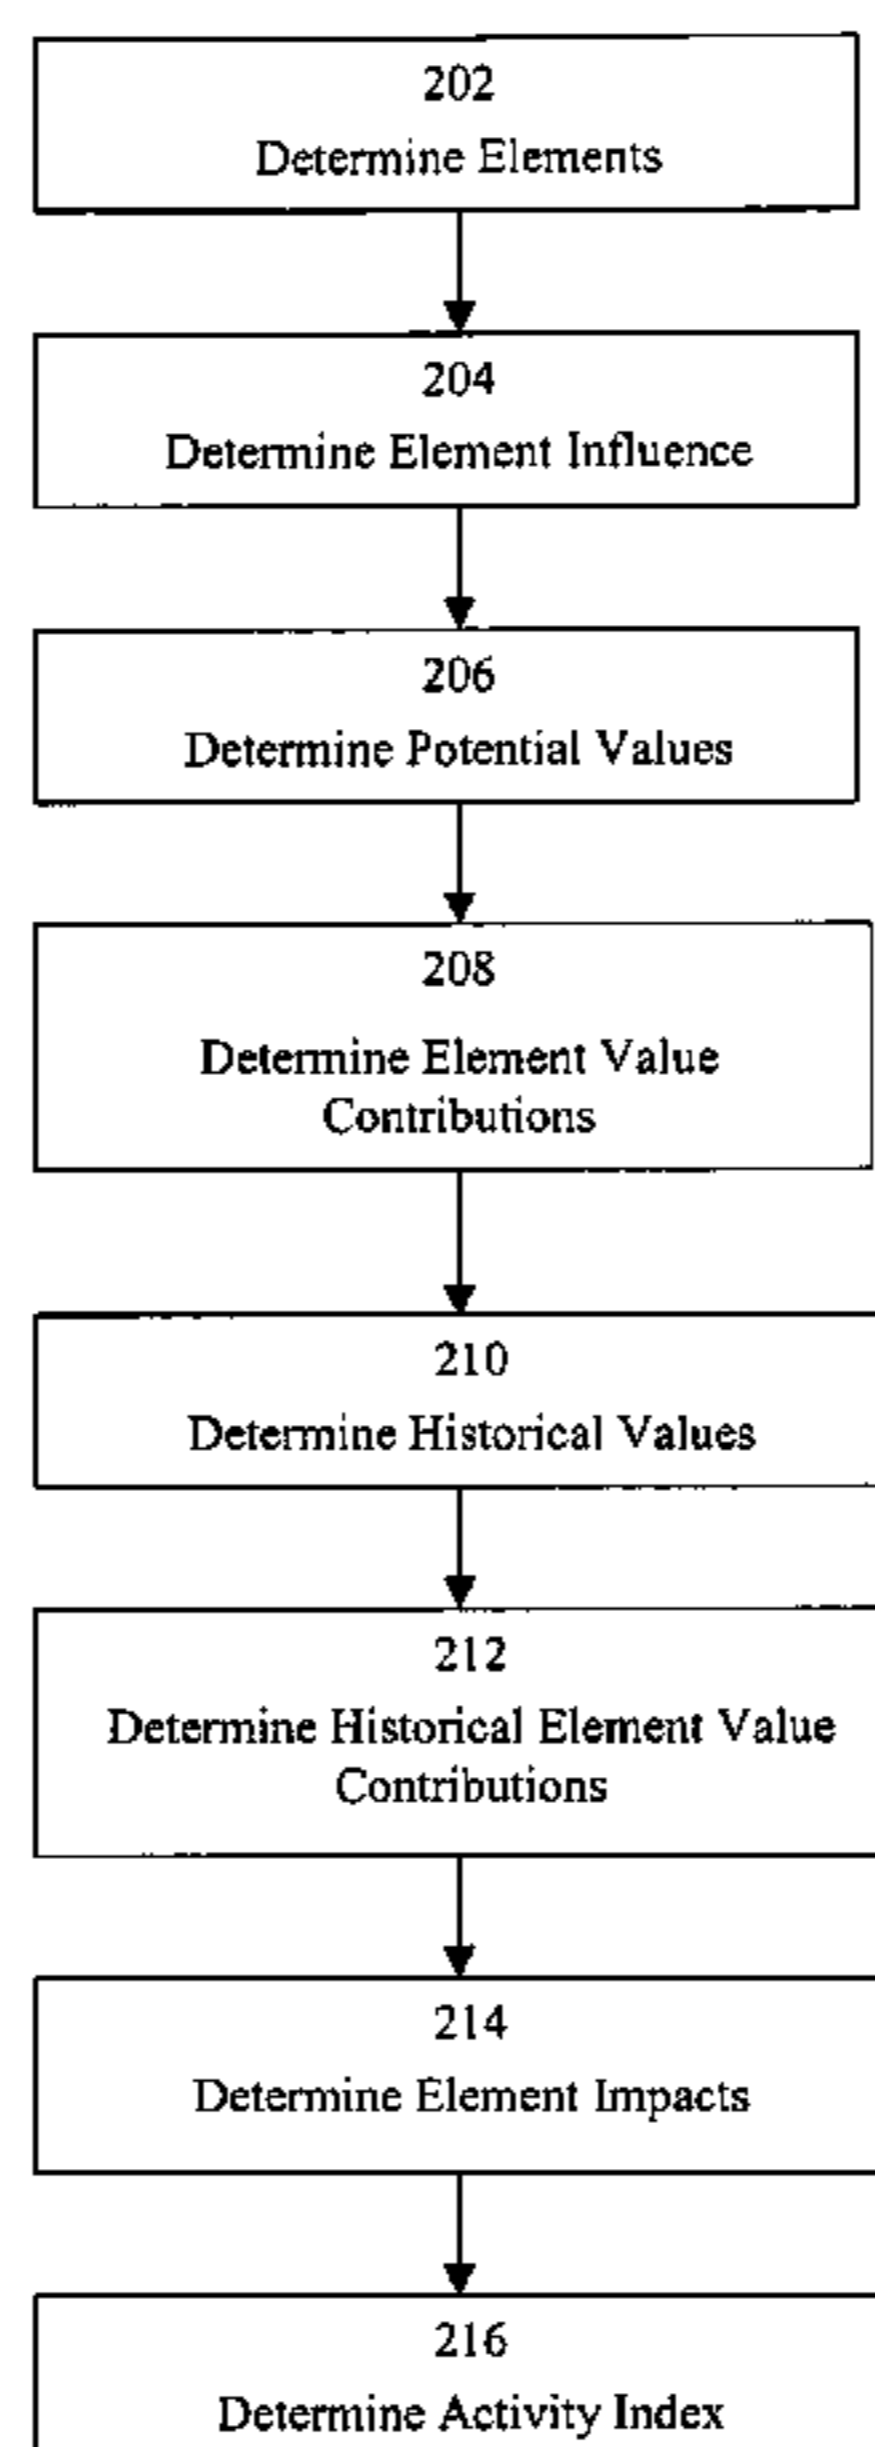 202
Determine Elements
204
Determine Element Influence
206
Determine Potential Values
208
Determine Element Value
Contributions
210
Determine Historical Values
212
Determine Historical Element Value
Contributions
214
Determine Element Impacts
216
Determine Activity Index